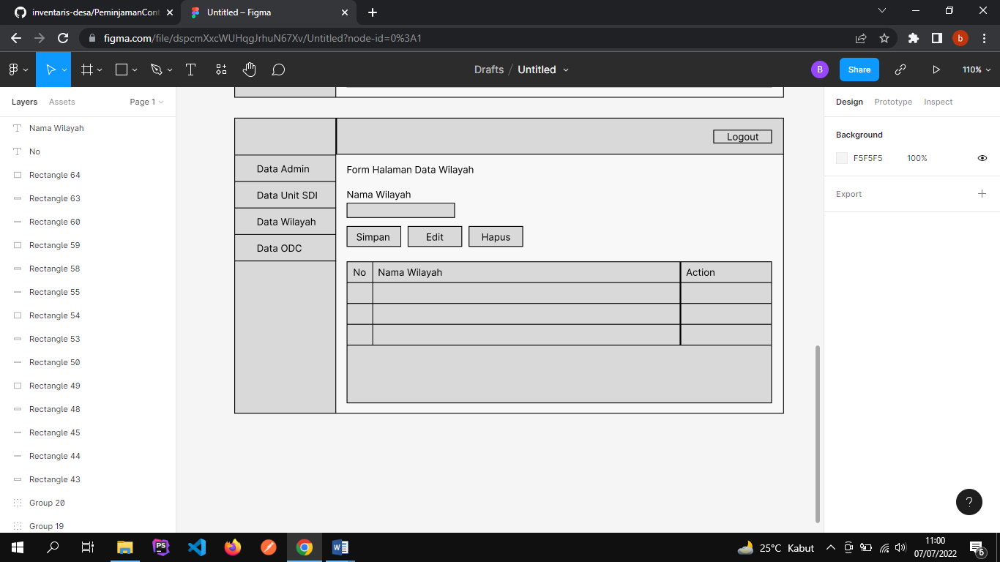 inventaris-desa/PeminjamanCont
Untitled – Figma
figma.com/file/dspcmXxcWUHqgJrhuN67Xv/Untitled?node-id=0%3A1
b
Drafts / Untitled
B
Share
110%
Layers
Assets
Page 1
Nama Wilayah
No
Rectangle 64
Rectangle 63
Rectangle 60
Rectangle 59
Rectangle 58
Rectangle 55
Rectangle 54
Rectangle 53
Rectangle 50
Rectangle 49
Rectangle 48
Rectangle 45
Rectangle 44
Rectangle 43
Group 20
Group 19
Logout
Data Admin
Data Unit SDI
Data Wilayah
Data ODC
Form Halaman Data Wilayah
Nama Wilayah
Simpan
Edit
Hapus
No
Nama Wilayah
Action
Design
Prototype
Inspect
Background
F5F5F5
100%
Export
?
PS
W
25°C Kabut
11:00
07/07/2022
6